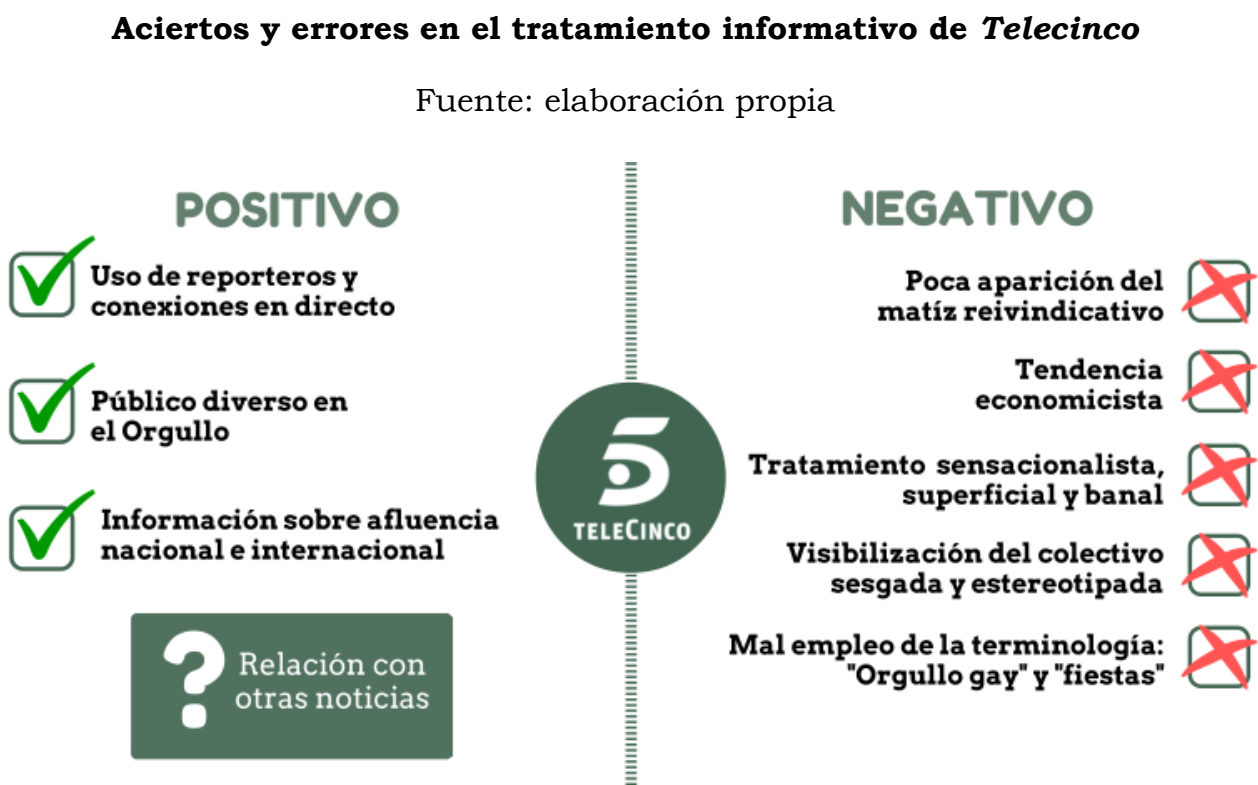 Aciertos y errores en el tratamiento informativo de Telecinco
Fuente: elaboración propia
POSITIVO
Uso de reporteros y
conexiones en directo
Público diverso en
el Orgullo
Información sobre afluencia
nacional e internacional
?
Relación con
otras noticias
5
TELECINCO
NEGATIVO
Poca aparición del
matíz reivindicativo
Tendencia
economicista
Tratamiento sensacionalista,
superficial y banal
Visibilización del colectivo
sesgada y estereotipada
Mal empleo de la terminología:
"Orgullo gay" y "fiestas"